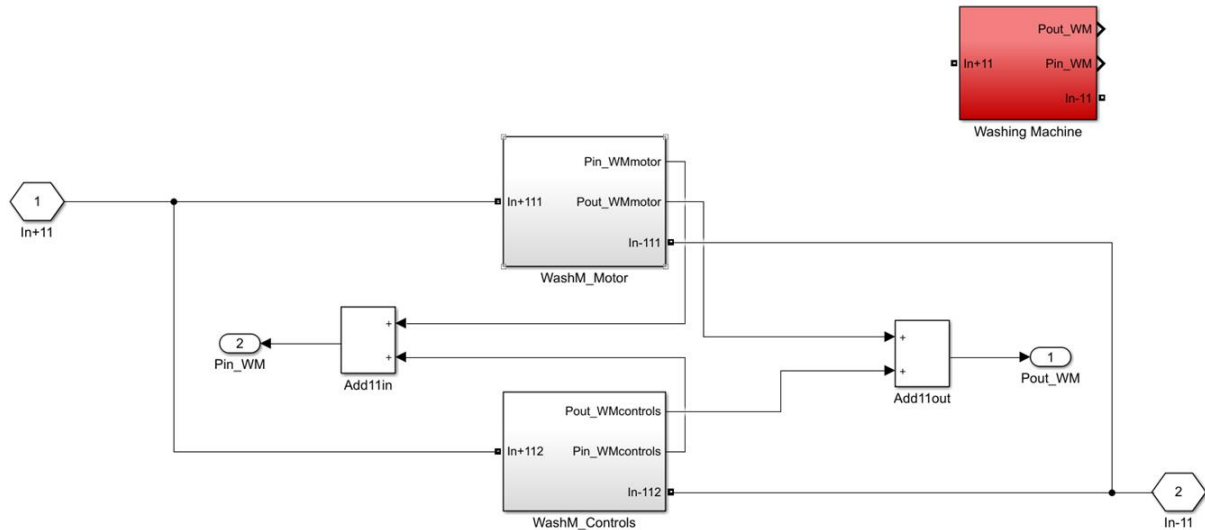 Pout_WM
In+11
Pin_WM
In-11
Washing Machine
Pin_WMmotor
1
In+111
Pout_WMmotor
In+11
In-111
WashM_Motor
+
2
+
Pin_WM
Add11in
+
+
1
Pout_WM
Add11out
Pout_WMcontrols
In+112
Pin_WMcontrols
In-112
WashM_Controls
2
In-11